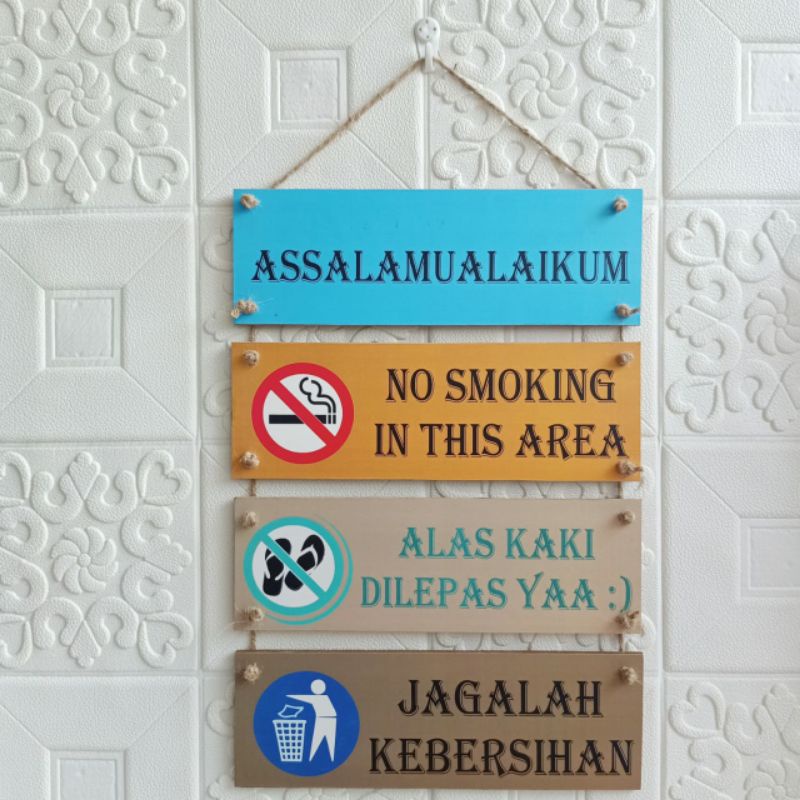 ASSALAMUALAIKUM
NO SMOKING
IN THIS AREA
ALAS KAKI
DILEPAS YAA :)
JAGALAH
KEBERSIHAN